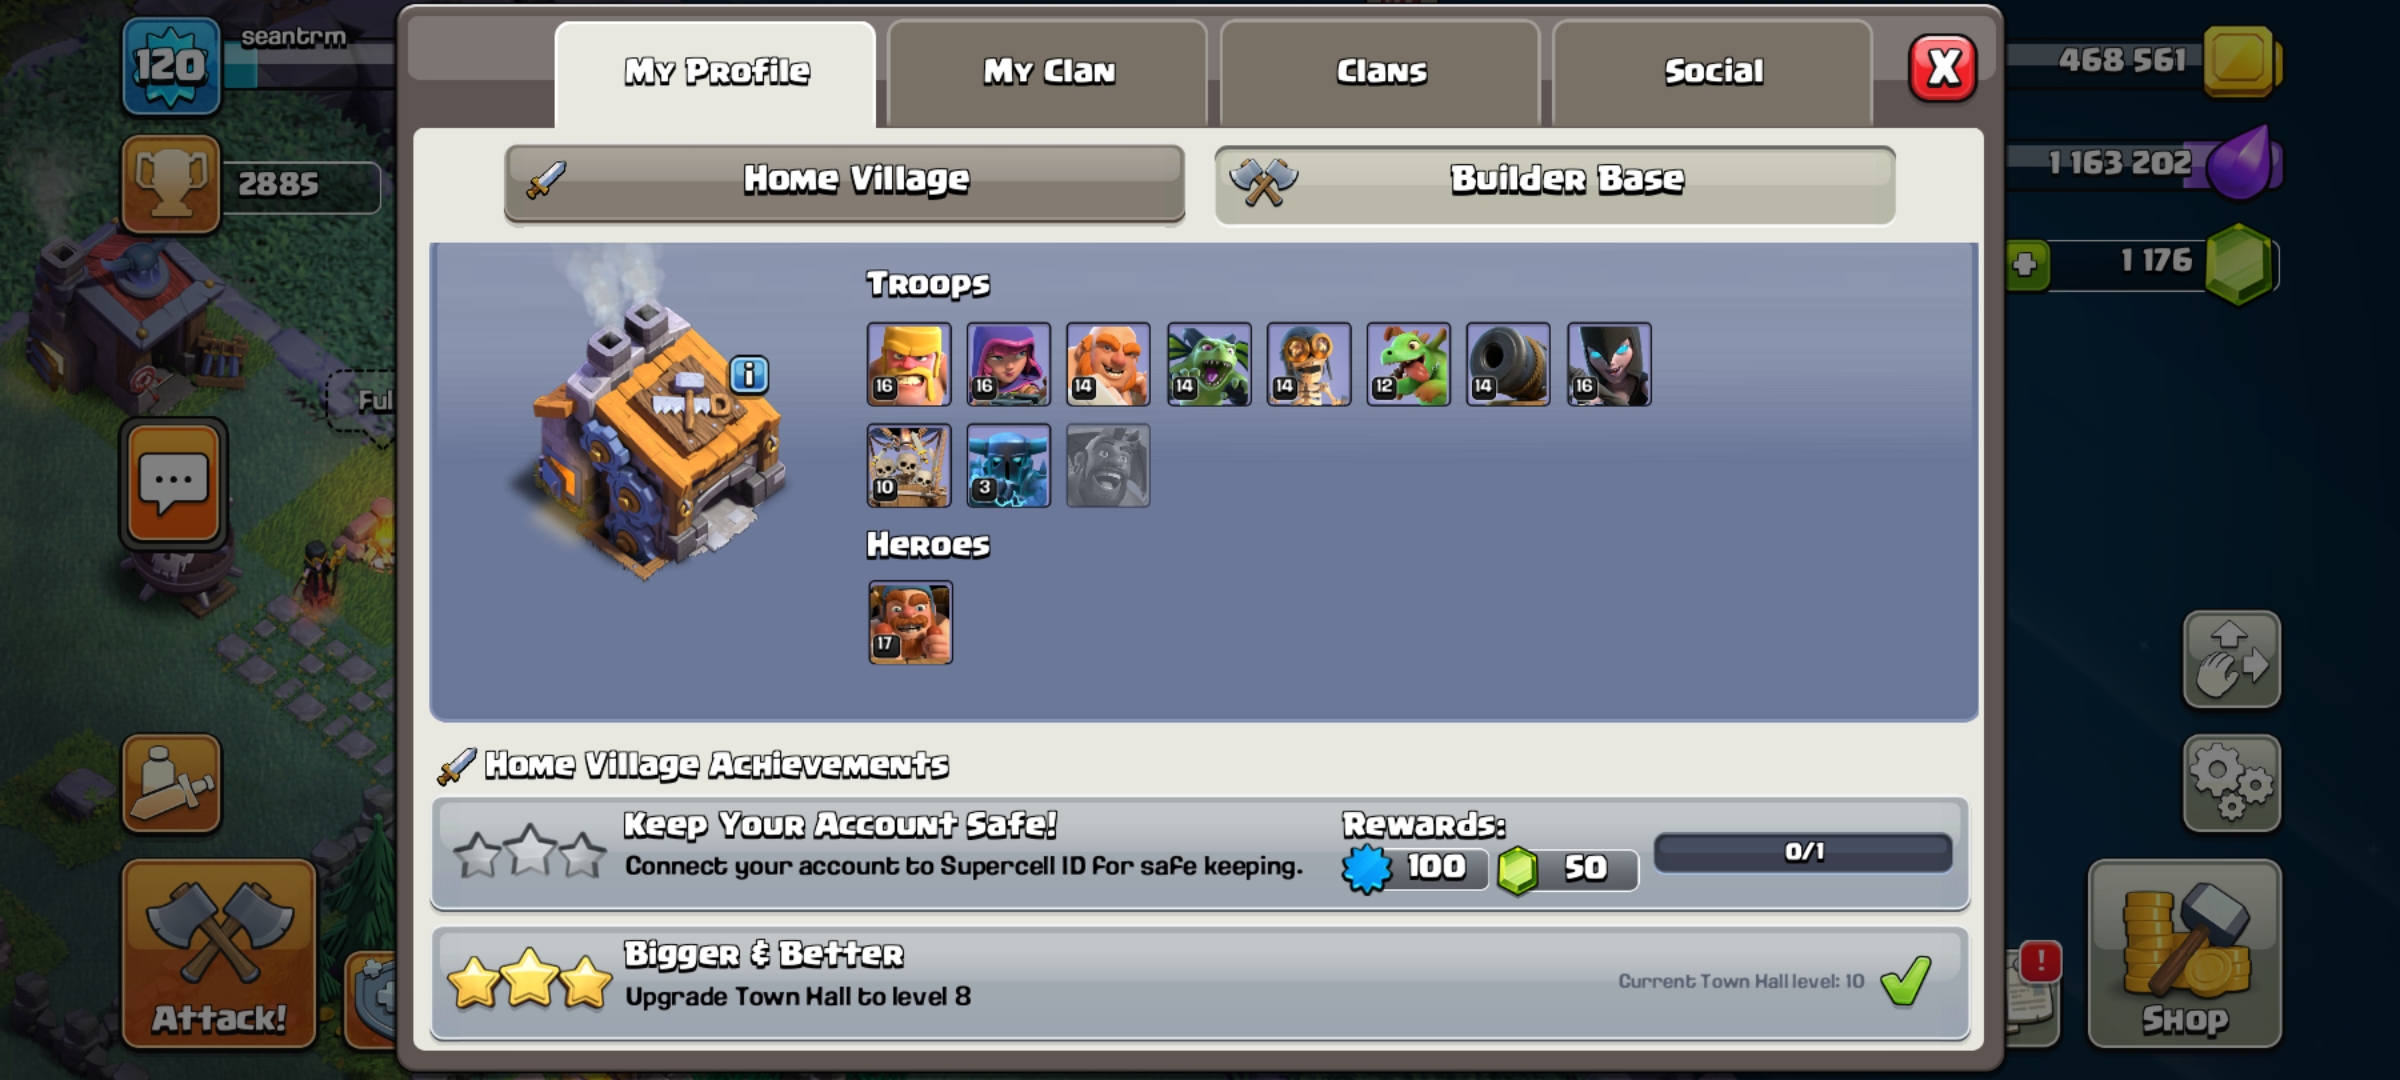 120
seantrm
2885
My Profile
My Clan
Clans
Social
X
468 561
1 163 202
1 176
Home Village
Builder Base
Troops
16
16
14
14
14
12
14
16
10
3
Heroes
17
Ful
Home Village Achievements
Keep Your Account Safe!
Connect your account to Supercell ID for safe keeping.
Rewards:
100
50
0/1
Bigger & Better
Upgrade Town Hall to level 8
Current Town Hall level: 10
Attack!
!
Shop